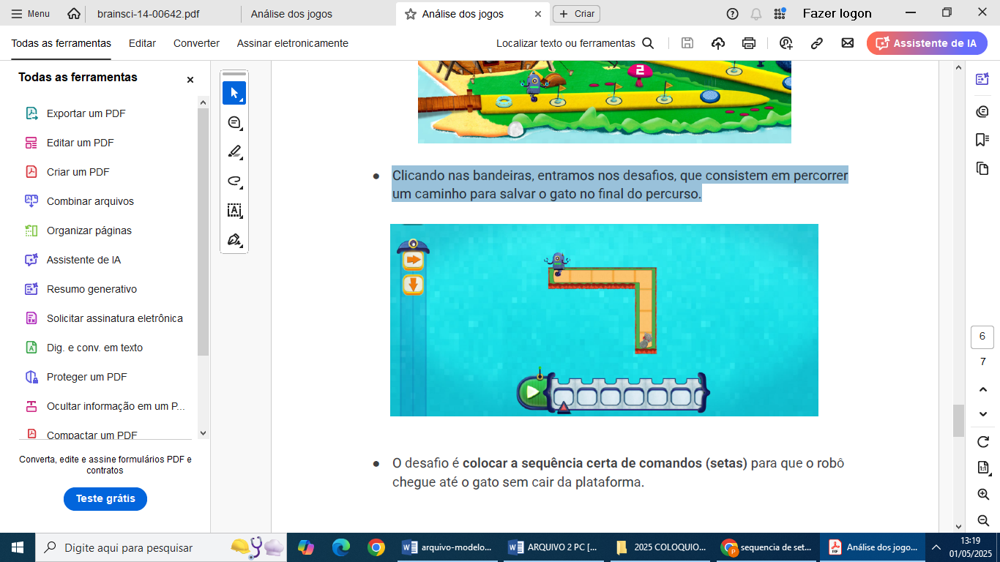 Menu
brainsci-14-00642.pdf
Análise dos jogos
Análise dos jogos
Criar
Fazer logon
Todas as ferramentas
Editar
Converter
Assinar eletronicamente
Localizar texto ou ferramentas
Assistente de IA
Todas as ferramentas
Exportar um PDF
Editar um PDF
Criar um PDF
Combinar arquivos
Organizar páginas
Assistente de IA
Resumo generativo
Solicitar assinatura eletrônica
Dig. e conv. em texto
Proteger um PDF
Ocultar informação em um P...
Compactar um PDF
Converta, edite e assine formulários PDF e
contratos
Teste grátis
2
● Clicando nas bandeiras, entramos nos desafios, que consistem em percorrer
um caminho para salvar o gato no final do percurso.
● O desafio é colocar a sequência certa de comandos (setas) para que o robô
chegue até o gato sem cair da plataforma.
6
7
1:1
Digite aqui para pesquisar
arquivo-modelo...
ARQUIVO 2 PC [...
2025 COLOQUIO...
sequencia de set...
Análise dos jogo...
13:19
01/05/2025